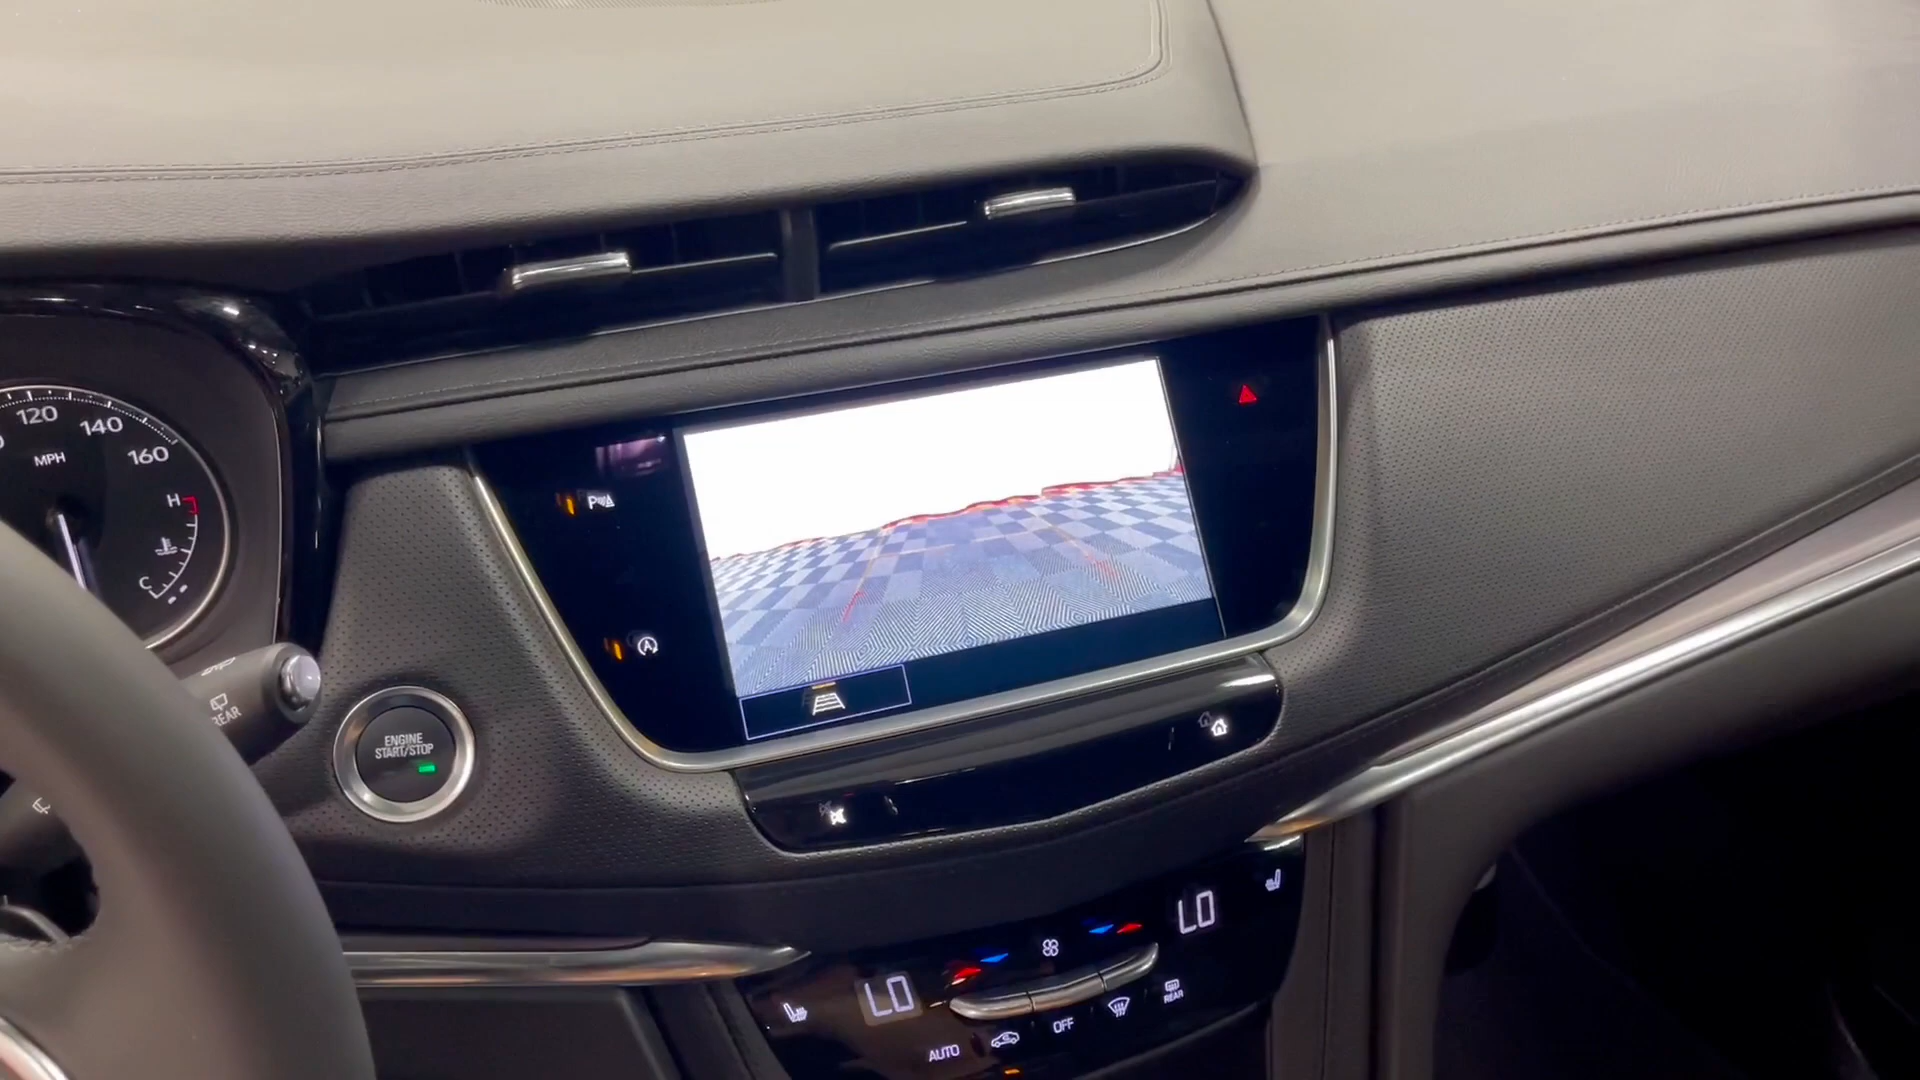 120
140
160
MPH
H
C
P
A
REAR
ENGINE
START/STOP
LO
LO
REAR
OFF
AUTO